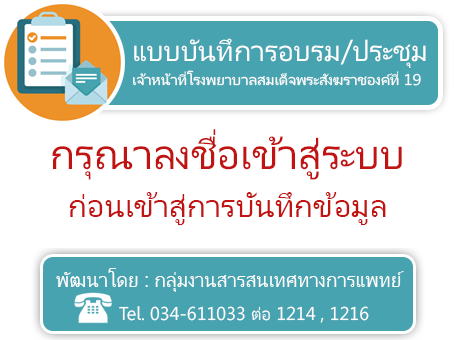 แบบบันทึการอบรม/ประชุม
เจ้าหน้าที่โรงพยาบาลสมเด็จพระสังฆราชองค์ที่ 19
กรุณาลงชื่อเข้าสู่ระบบ
ก่อนเข้าสู่การบันทึกข้อมูล
พัฒนาโดย : กลุ่มงานสารสนเทศทางการแพทย์
Tel. 034-611033 ต่อ 1214 , 1216